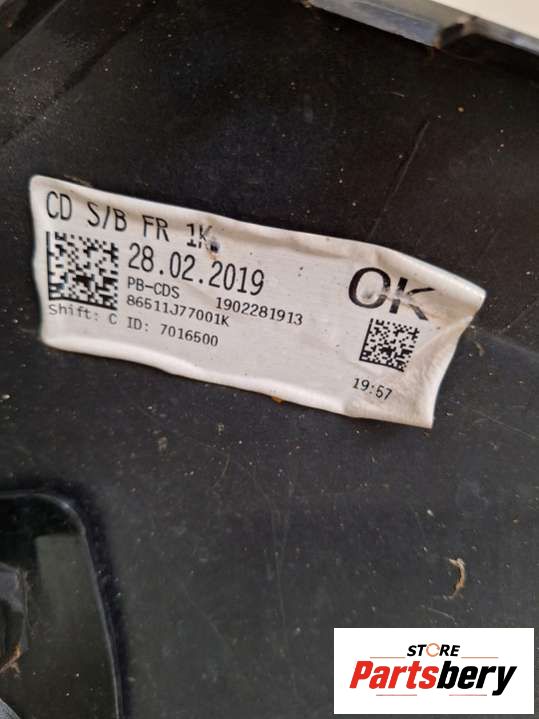 CD S/B FR 1K
28.02.2019
PB-CDS 1902281913
86511J77001K
Shift: C ID: 7016500
OK
19:57
STORE
Partsbery